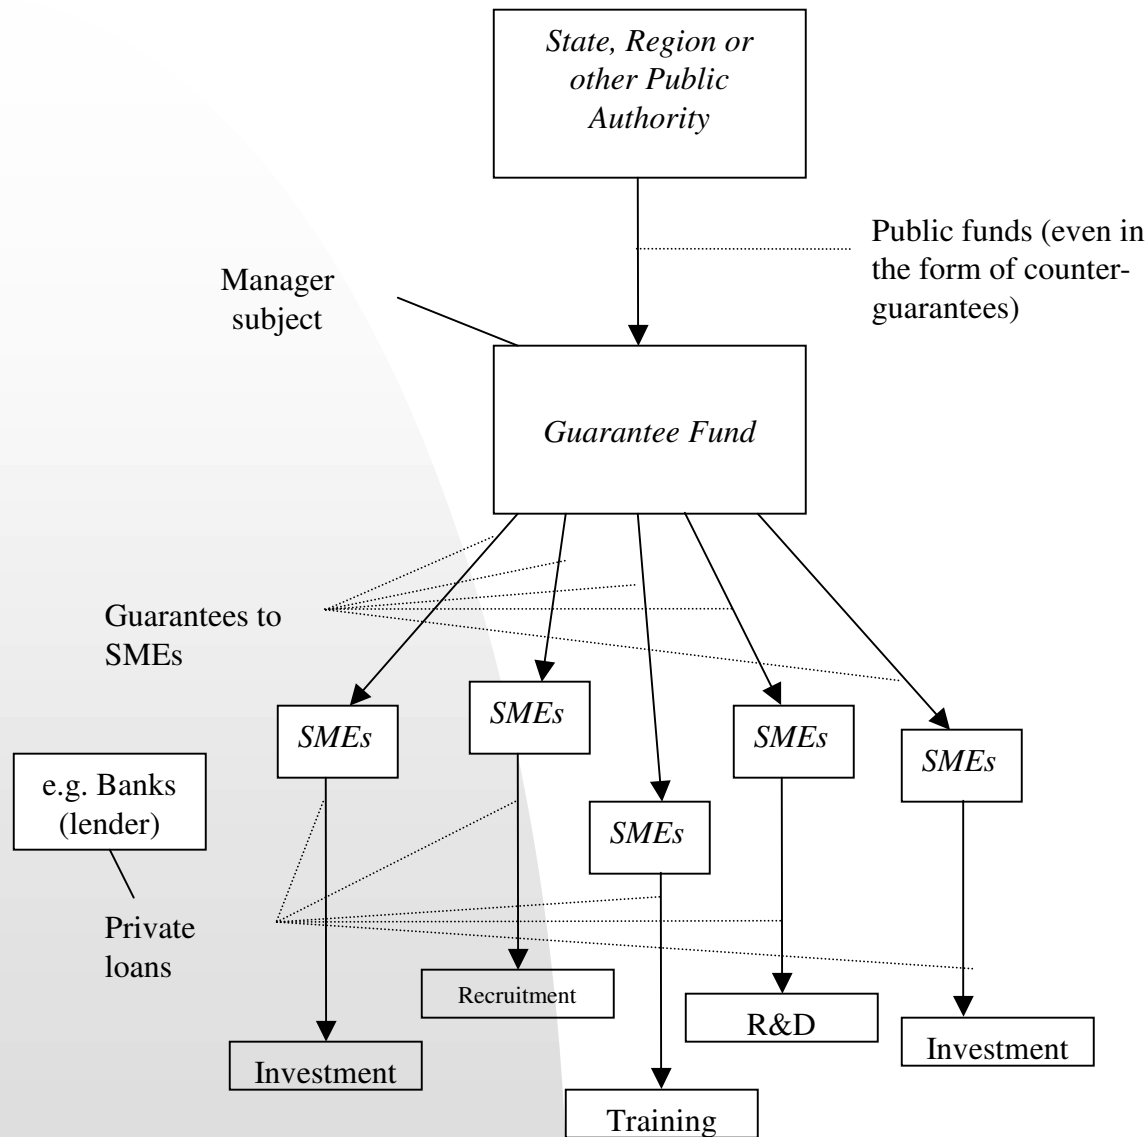 State, Region or
other Public
Authority
Public funds (even in
the form of counter-
guarantees)
Manager
subject
Guarantee Fund
Guarantees to
SMEs
SMEs
SMEs
SMEs
SMEs
SMEs
e.g. Banks
(lender)
Private
loans
Recruitment
R&D
Investment
Investment
Training